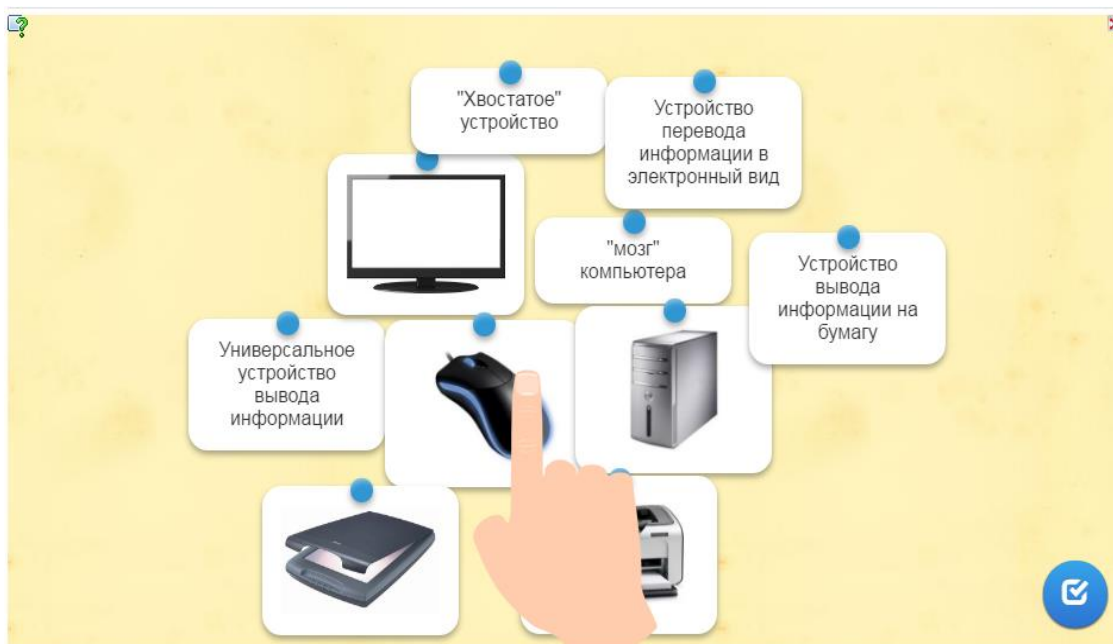 "Хвостатое"
устройство
Устройство
перевода
информации в
электронный вид
"мозг"
компьютера
Устройство
вывода
информации на
бумагу
Универсальное
устройство
вывода
информации